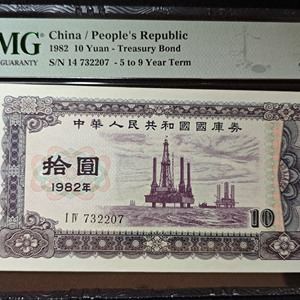 MG China / People's Republic
GUARANTY 1982 10 Yuan - Treasury Bond
S/N 14 732207 - 5 to 9 Year Term
中華人民共和國國庫券
拾圓
1982年
I IV 732207
10